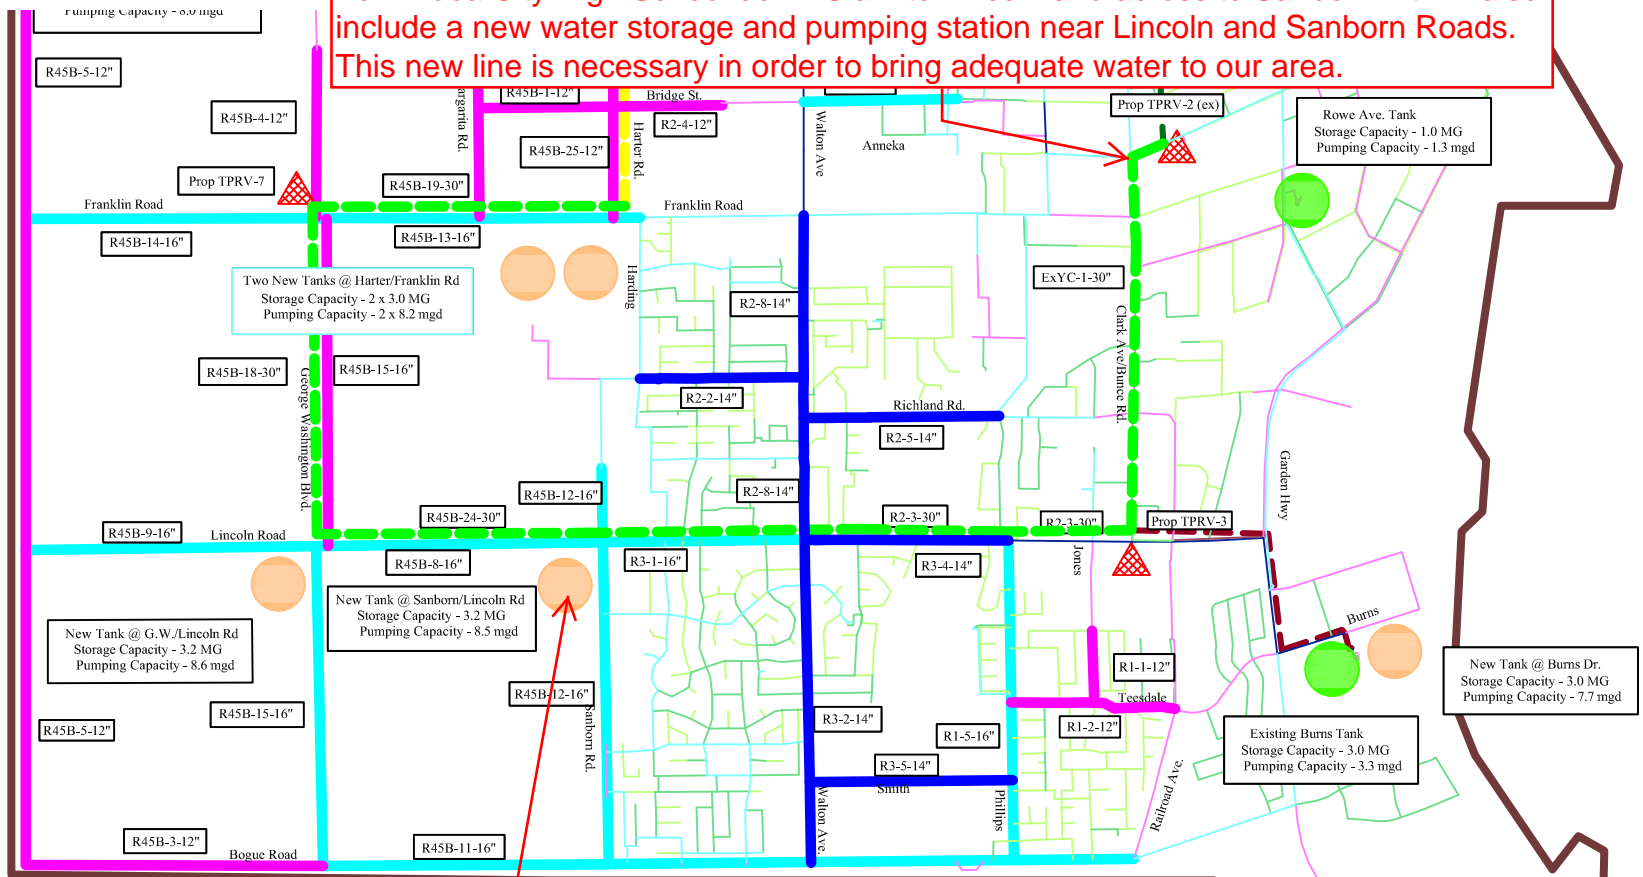 Pumping Capacity - 8.0 mgd
include a new water storage and pumping station near Lincoln and Sanborn Roads.
This new line is necessary in order to bring adequate water to our area.
R45B-5-12"
R45B-4-12"
R45B-1-12"
Bridge St.
R2-4-12"
Prop TPRV-2 (ex)
Rowe Ave. Tank
Storage Capacity - 1.0 MG
Pumping Capacity - 1.3 mgd
Harter Rd.
Walton Ave
Anneka
R45B-25-12"
Prop TPRV-7
R45B-19-30"
Franklin Road
Franklin Road
R45B-14-16"
R45B-13-16"
Two New Tanks @ Harter/Franklin Rd
Storage Capacity - 2 x 3.0 MG
Pumping Capacity - 2 x 8.2 mgd
Harding
R2-8-14"
ExYC-1-30"
Clark Ave/Bunce Rd.
R45B-18-30"
George Washington Blvd.
R45B-15-16"
R2-2-14"
Richland Rd.
R2-5-14"
Garden Hwy
R45B-12-16"
R2-8-14"
R45B-9-16"
Lincoln Road
R45B-24-30"
R2-3-30"
R2-3-30"
Prop TPRV-3
R45B-8-16"
R3-1-16"
R3-4-14"
Jones
New Tank @ Sanborn/Lincoln Rd
Storage Capacity - 3.2 MG
Pumping Capacity - 8.5 mgd
New Tank @ G.W./Lincoln Rd
Storage Capacity - 3.2 MG
Pumping Capacity - 8.6 mgd
Burns
New Tank @ Burns Dr.
Storage Capacity - 3.0 MG
Pumping Capacity - 7.7 mgd
R1-1-12"
Teesdale
R1-2-12"
R45B-12-16"
Sanborn Rd.
R45B-5-12"
R45B-15-16"
R3-2-14"
R1-5-16"
Existing Burns Tank
Storage Capacity - 3.0 MG
Pumping Capacity - 3.3 mgd
R3-5-14"
Smith
Walton Ave.
Phillips
Railroad Ave.
R45B-3-12"
Bogue Road
R45B-11-16"